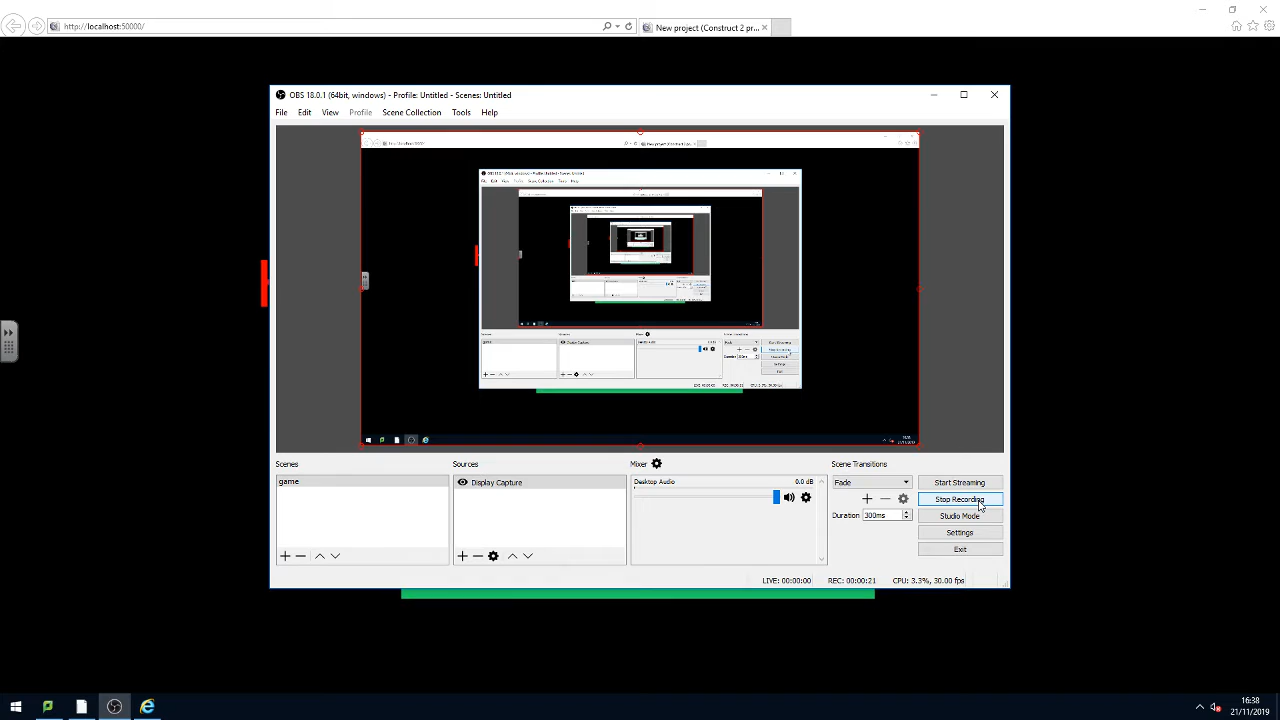 http://localhost:50000/
New project (Construct 2 pr...
OBS 18.0.1 (64bit, windows) - Profile: Untitled - Scenes: Untitled
File Edit View Profile Scene Collection Tools Help
Scenes
Sources
Mixer
Scene Transitions
game
Display Capture
Desktop Audio 0.0 dB
Fade
Start Streaming
Stop Recording
Duration 300ms
Studio Mode
Settings
Exit
LIVE: 00:00:00 REC: 00:00:21 CPU: 3.3%, 30.00 fps
16:38
21/11/2019